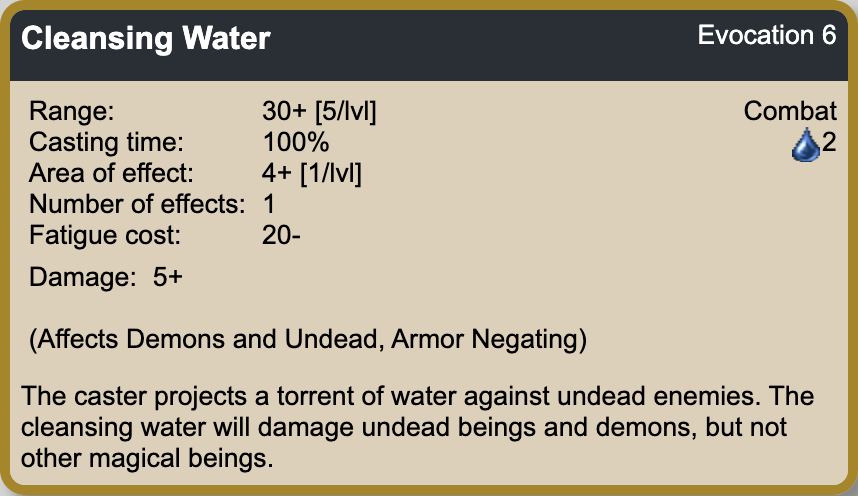 Cleansing Water Evocation 6
Range: 30+ [5/lvl] Combat
Casting time: 100% 2
Area of effect: 4+ [1/lvl]
Number of effects: 1
Fatigue cost: 20-
Damage: 5+
(Affects Demons and Undead, Armor Negating)
The caster projects a torrent of water against undead enemies. The
cleansing water will damage undead beings and demons, but not
other magical beings.